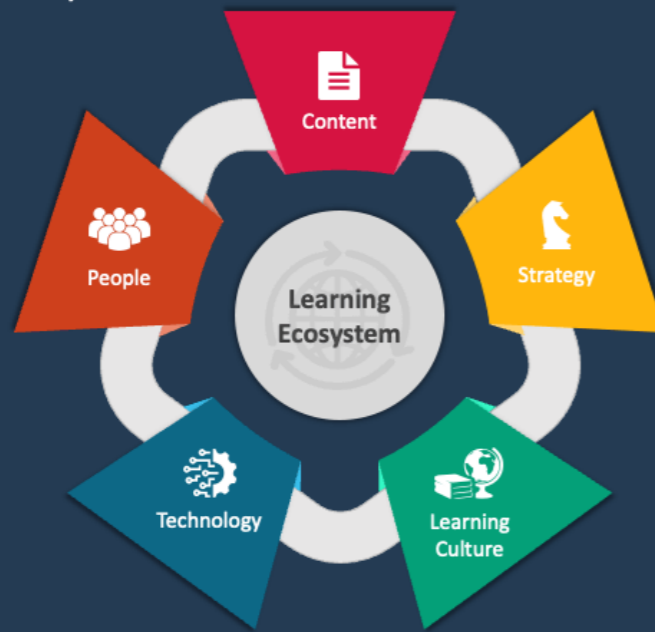 Content
People
Strategy
Learning
Ecosystem
Technology
Learning
Culture